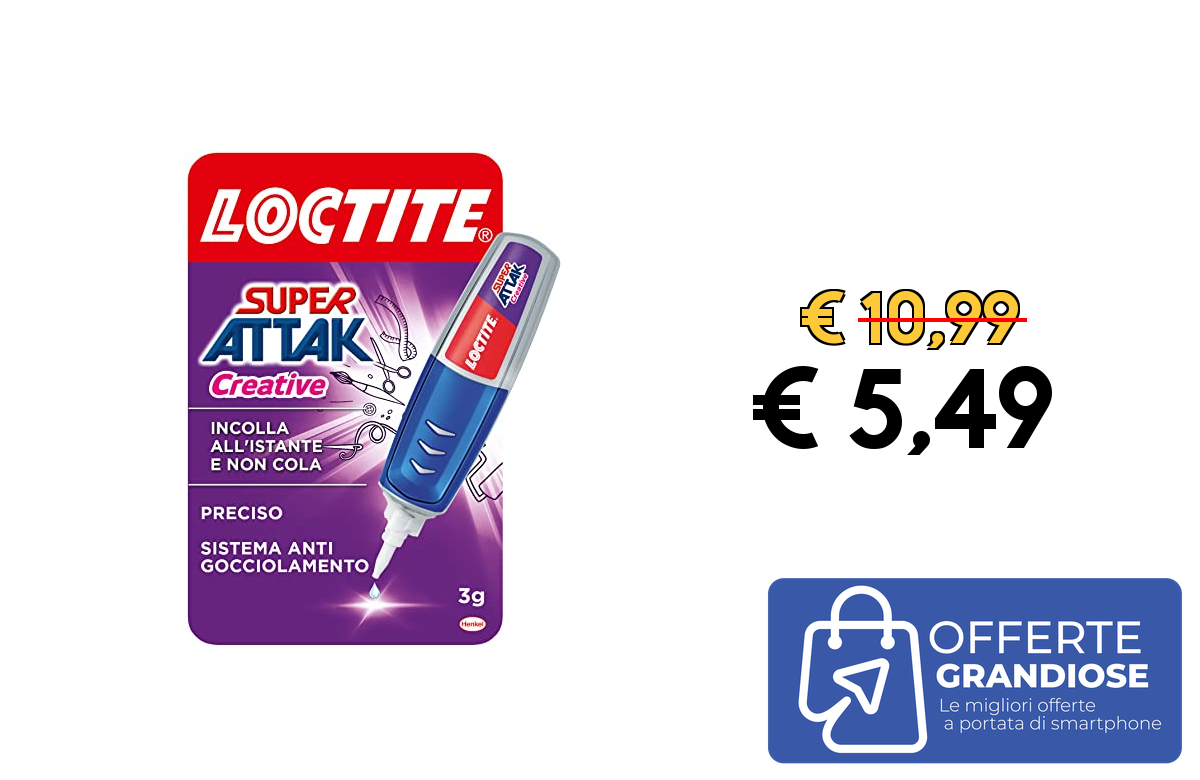 LOCTITE®
SUPER
ATTAK
Creative
INCOLLA
ALL'ISTANTE
E NON COLA
PRECISO
SISTEMA ANTI
GOCCIOLAMENTO
3g
Henkel
SUPER
ATTAK
Creative
LOCTITE
€ 10,99
€ 5,49
OFFERTE
GRANDIOSE
Le migliori offerte
a portata di smartphone